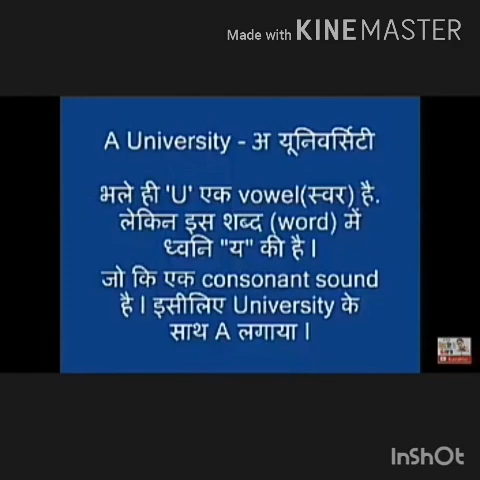 Made with KINEMASTER
A University - अ यूनिवर्सिटी
भले ही 'U' एक vowel(स्वर) है.
लेकिन इस शब्द (word) में
ध्वनि "य" की है l
जो कि एक consonant sound
है l इसीलिए University के
साथ A लगाया l
InShOt